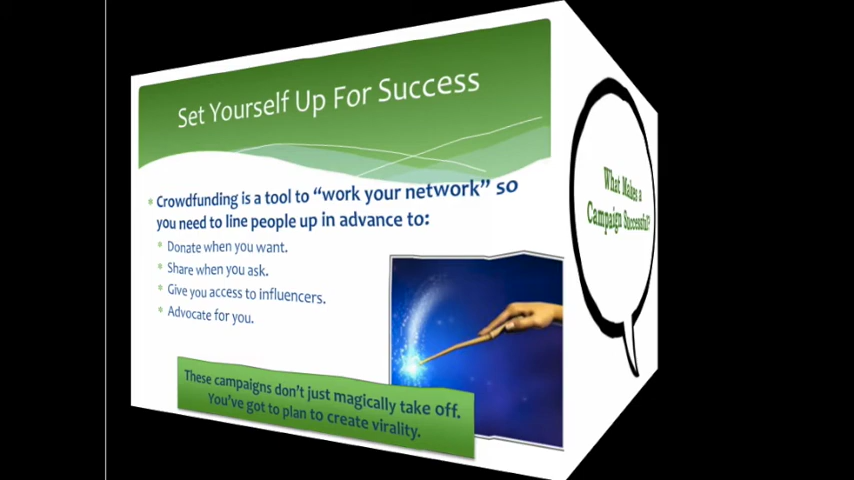 Set Yourself Up For Success
Crowdfunding is a tool to “work your network” so
you need to line people up in advance to:
Donate when you want.
Share when you ask.
Give you access to influencers.
Advocate for you.
These campaigns don’t just magically take off.
You’ve got to plan to create virality.
What Makes a
Campaign Successful?